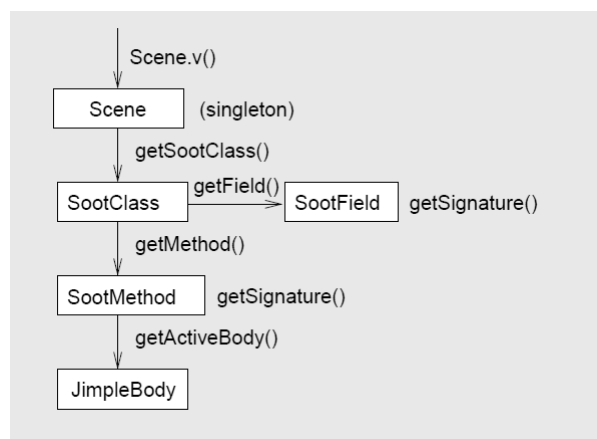 Scene.v()
Scene (singleton)
getSootClass()
getField()
SootClass SootField getSignature()
getMethod()
SootMethod getSignature()
getActiveBody()
JimpleBody